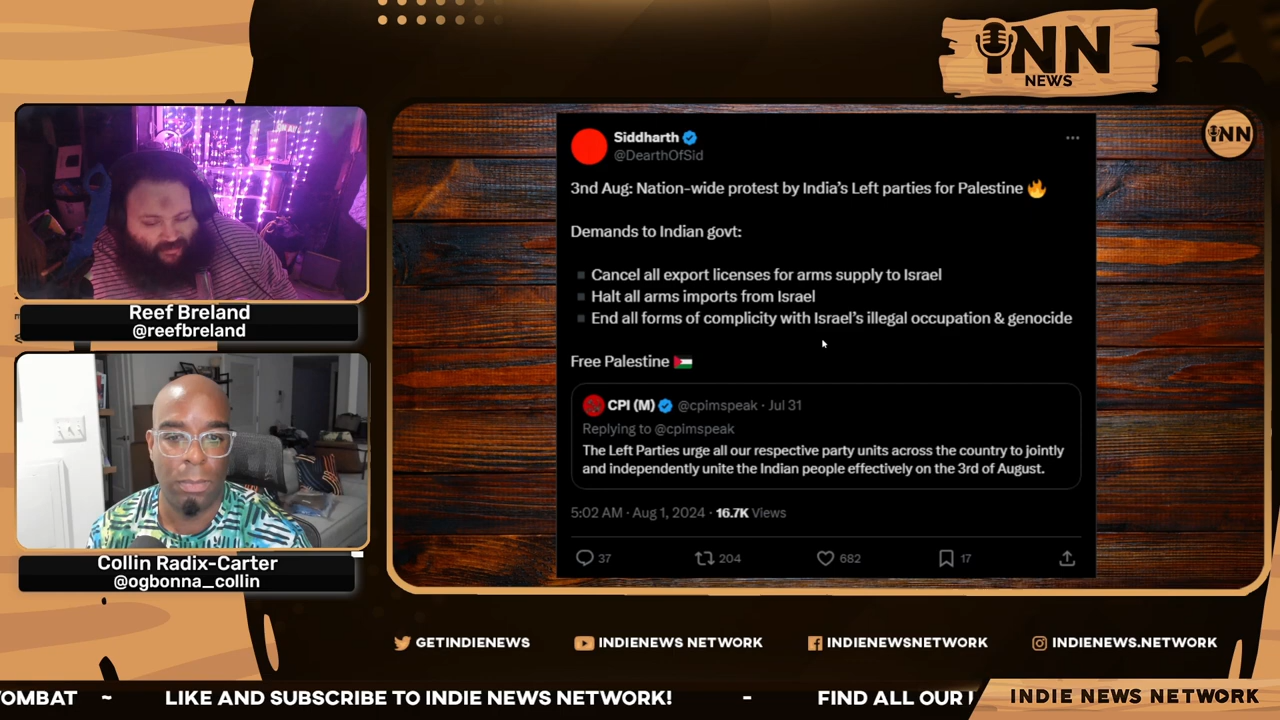 iNN
NEWS
iNN
Reef Breland
@reefbreland
Collin Radix-Carter
@ogbonna_collin
Siddharth
@DearthOfSid
3nd Aug: Nation-wide protest by India's Left parties for Palestine 🔥
Demands to Indian govt:
▪ Cancel all export licenses for arms supply to Israel
▪ Halt all arms imports from Israel
▪ End all forms of complicity with Israel's illegal occupation & genocide
Free Palestine 🇵🇸
CPI (M) @cpimspeak · Jul 31
Replying to @cpimspeak
The Left Parties urge all our respective party units across the country to jointly
and independently unite the Indian people effectively on the 3rd of August.
5:02 AM · Aug 1, 2024 · 16.7K Views
37 204 682 17
GETINDIENEWS INDIENEWS NETWORK INDIENEWSNETWORK INDIENEWS.NETWORK
OMBAT ~ LIKE AND SUBSCRIBE TO INDIE NEWS NETWORK! - FIND ALL OUR
INDIE NEWS NETWORK